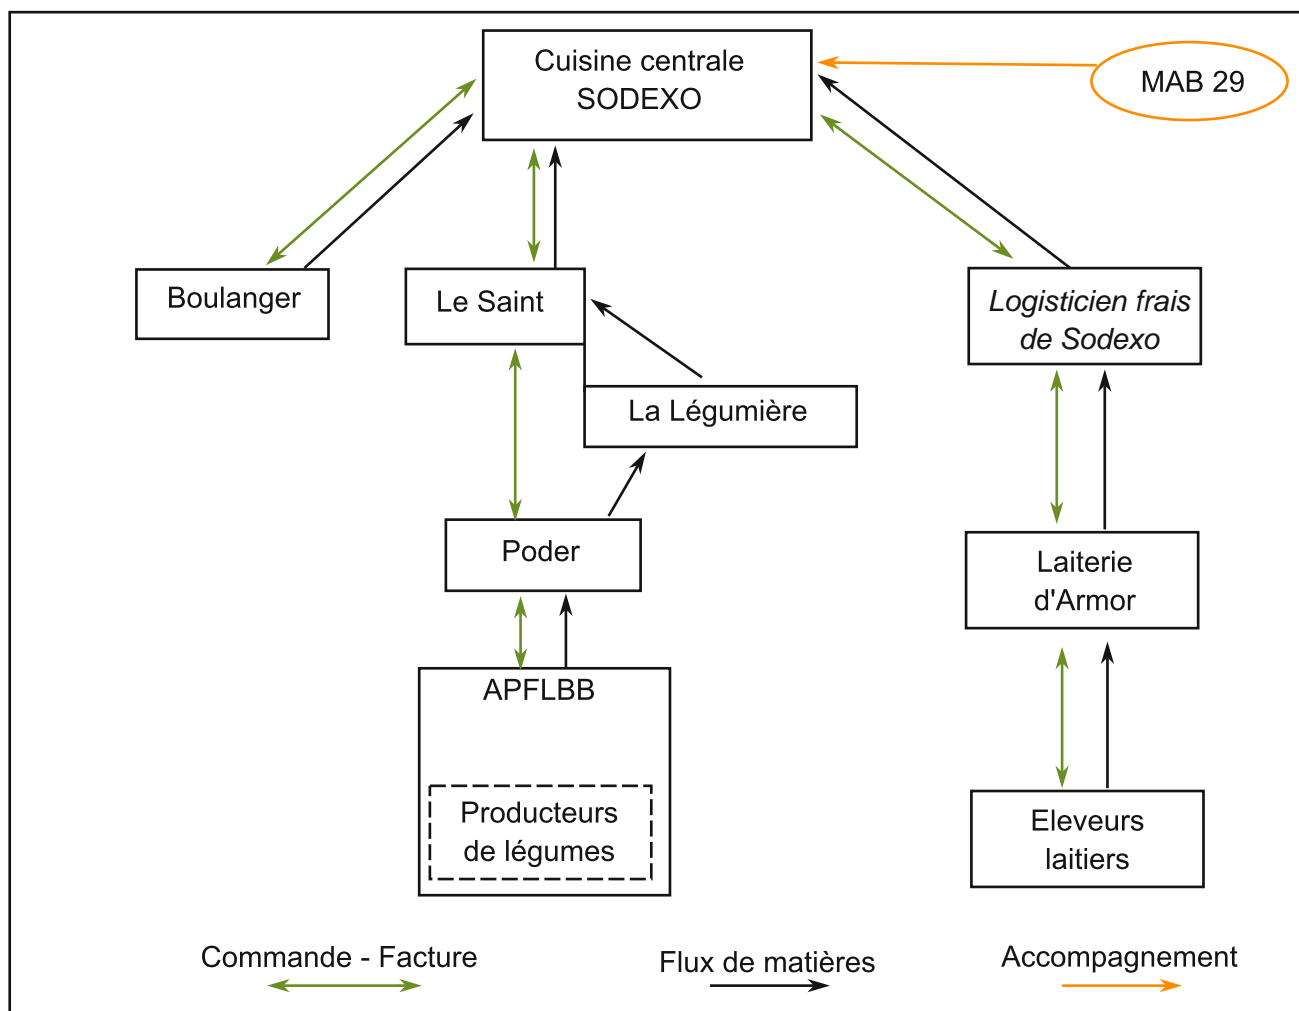 Cuisine centrale
SODEXO
MAB 29
Boulanger
Le Saint
Logisticien frais
de Sodexo
La Légumière
Poder
Laiterie
d'Armor
APFLBB
Producteurs
de légumes
Eleveurs
laitiers
Commande - Facture
Flux de matières
Accompagnement